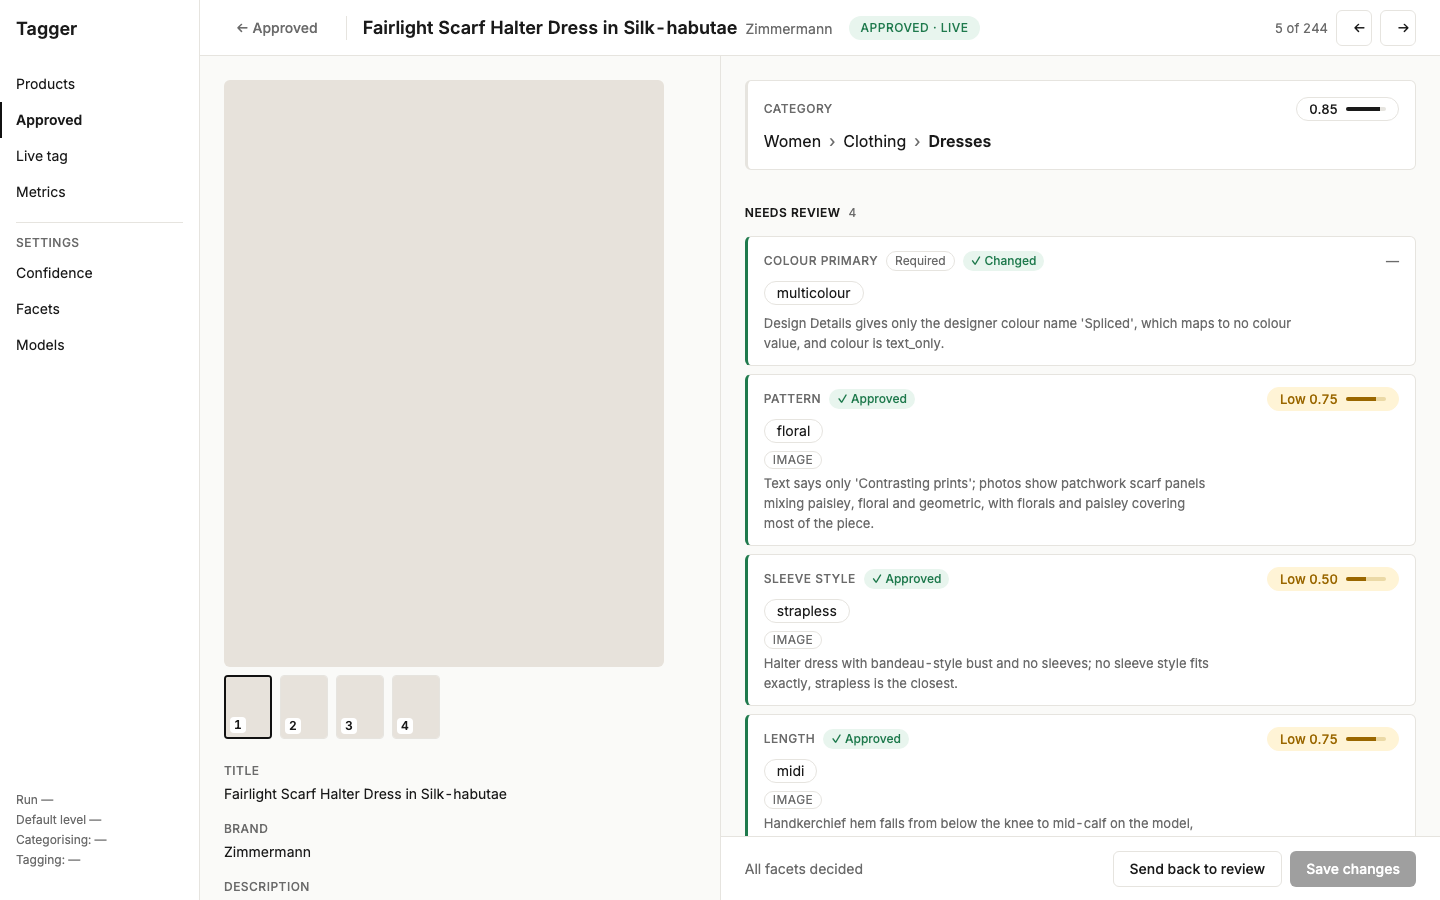 Tagger
Products
Approved
Live tag
Metrics
SETTINGS
Confidence
Facets
Models
Run —
Default level —
Categorising: —
Tagging: —
← Approved
Fairlight Scarf Halter Dress in Silk-habutae Zimmermann APPROVED · LIVE
5 of 244 ← →
1 2 3 4
TITLE
Fairlight Scarf Halter Dress in Silk-habutae
BRAND
Zimmermann
DESCRIPTION
CATEGORY 0.85
Women › Clothing › Dresses
NEEDS REVIEW 4
COLOUR PRIMARY Required ✓ Changed —
multicolour
Design Details gives only the designer colour name 'Spliced', which maps to no colour
value, and colour is text_only.
PATTERN ✓ Approved Low 0.75
floral
IMAGE
Text says only 'Contrasting prints'; photos show patchwork scarf panels
mixing paisley, floral and geometric, with florals and paisley covering
most of the piece.
SLEEVE STYLE ✓ Approved Low 0.50
strapless
IMAGE
Halter dress with bandeau-style bust and no sleeves; no sleeve style fits
exactly, strapless is the closest.
LENGTH ✓ Approved Low 0.75
midi
IMAGE
Handkerchief hem falls from below the knee to mid-calf on the model,
All facets decided
Send back to review
Save changes